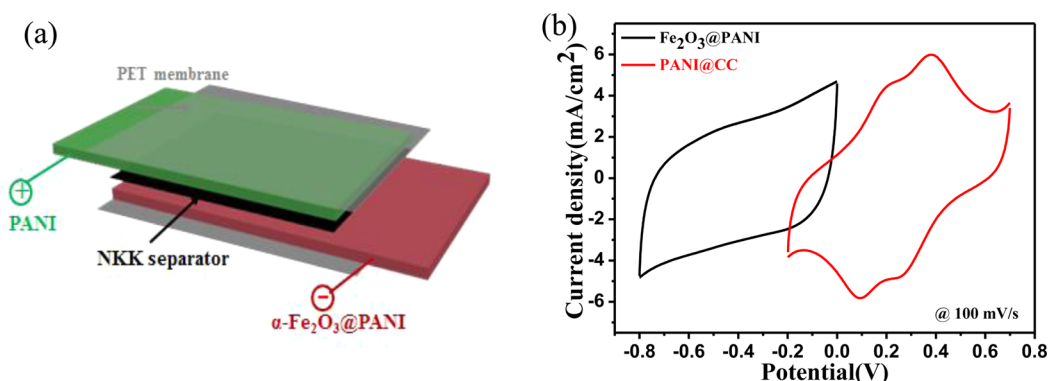 (a)
PET membrane
+
PANI
NKK separator
−
α-Fe₂O₃@PANI
(b)
Fe₂O₃@PANI
PANI@CC
Current density(mA/cm²)
6
4
2
0
-2
-4
-6
@ 100 mV/s
-0.8 -0.6 -0.4 -0.2 0.0 0.2 0.4 0.6 0.8
Potential(V)